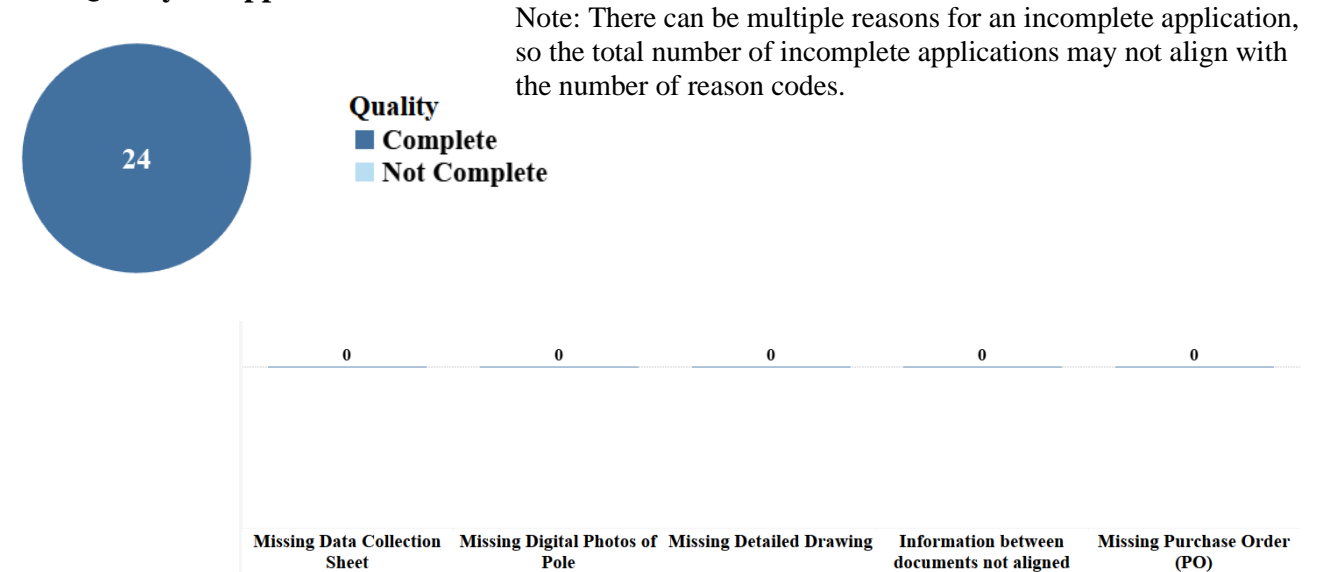 Note: There can be multiple reasons for an incomplete application,
so the total number of incomplete applications may not align with
the number of reason codes.
Quality
Complete
Not Complete
24
0 0 0 0 0
Missing Data Collection Sheet
Missing Digital Photos of Pole
Missing Detailed Drawing
Information between documents not aligned
Missing Purchase Order (PO)